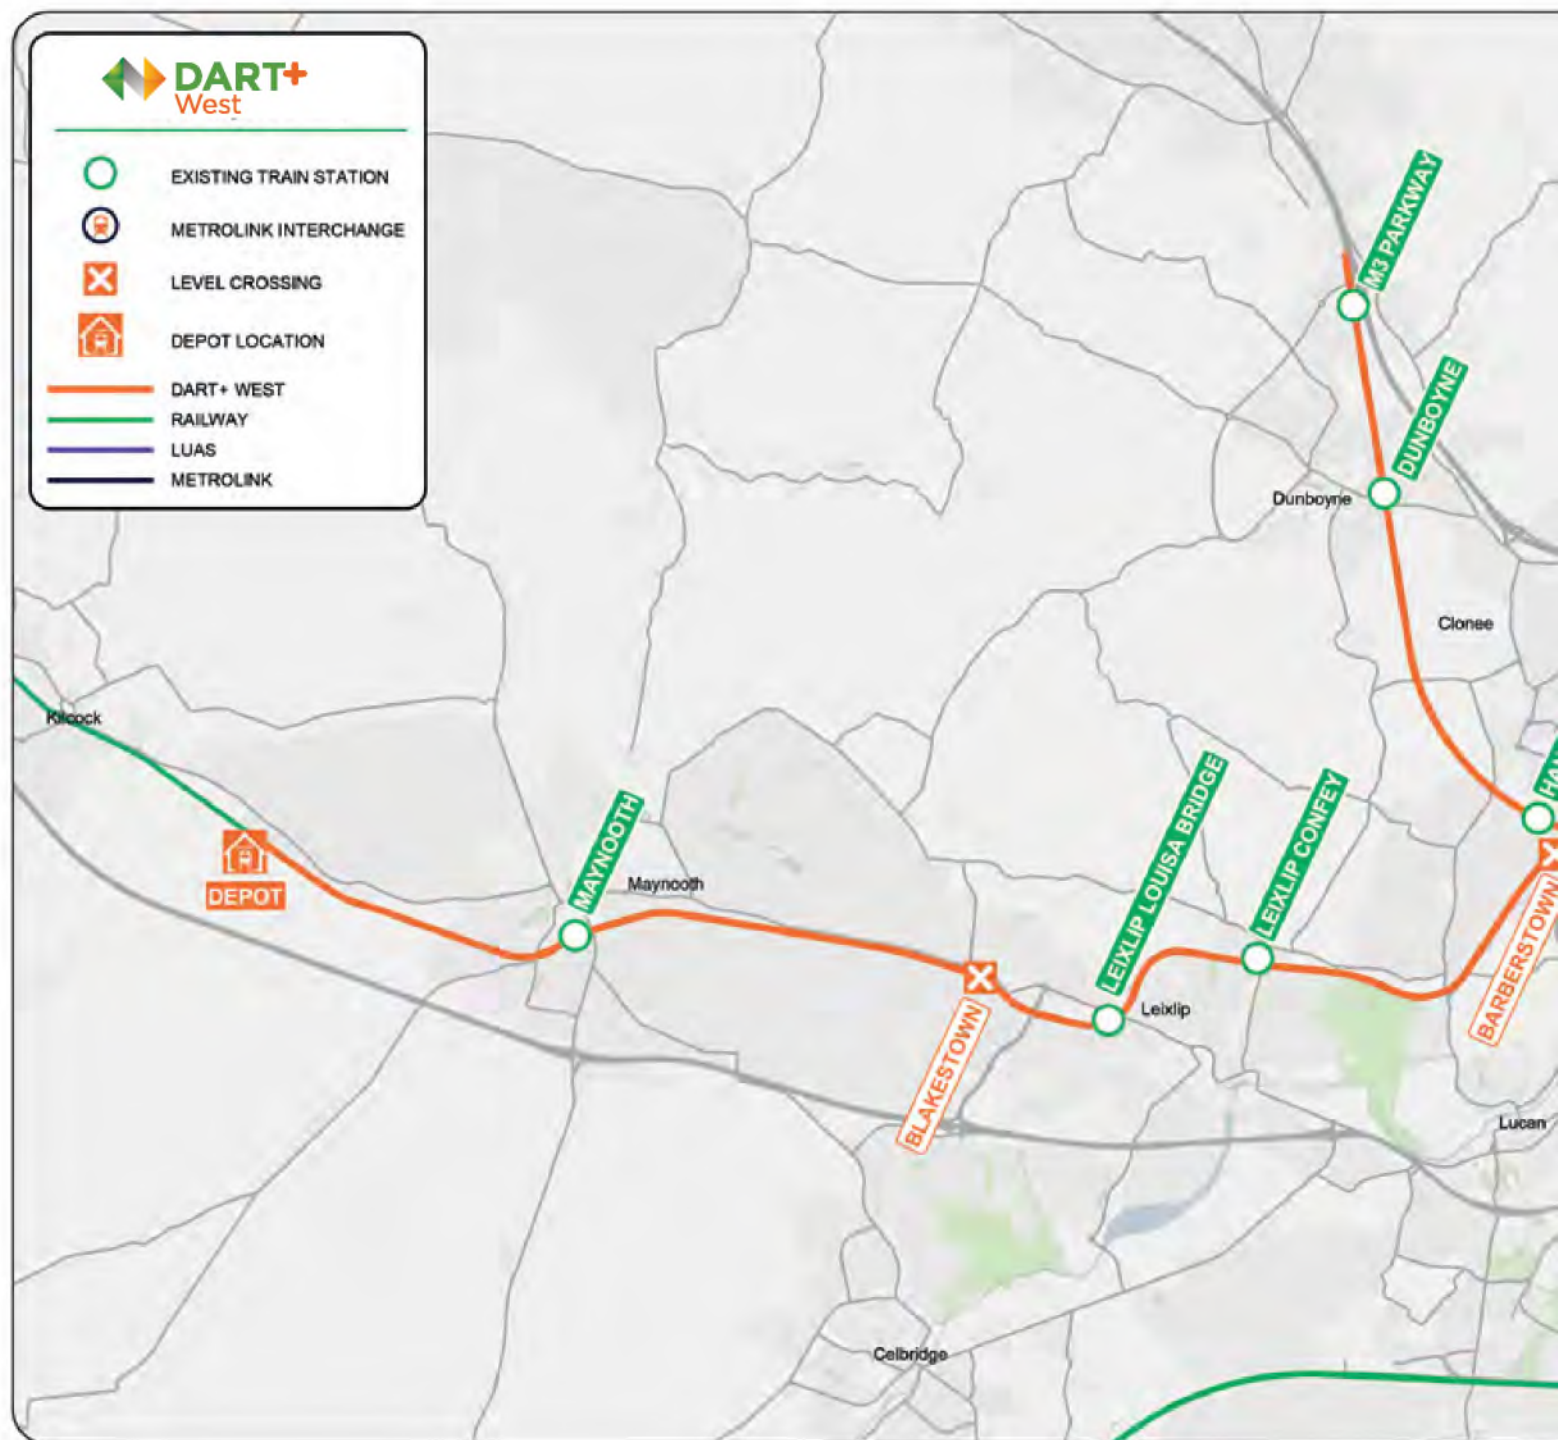 DART+
West
EXISTING TRAIN STATION
METROLINK INTERCHANGE
LEVEL CROSSING
DEPOT LOCATION
DART+ WEST
RAILWAY
LUAS
METROLINK
M3 PARKWAY
DUNBOYNE
Dunboyne
Clonee
Kilcock
DEPOT
MAYNOOTH
Maynooth
BLAKESTOWN
LEIXLIP LOUISA BRIDGE
Leixlip
LEIXLIP CONFEY
BARBERSTOWN
Lucan
Celbridge